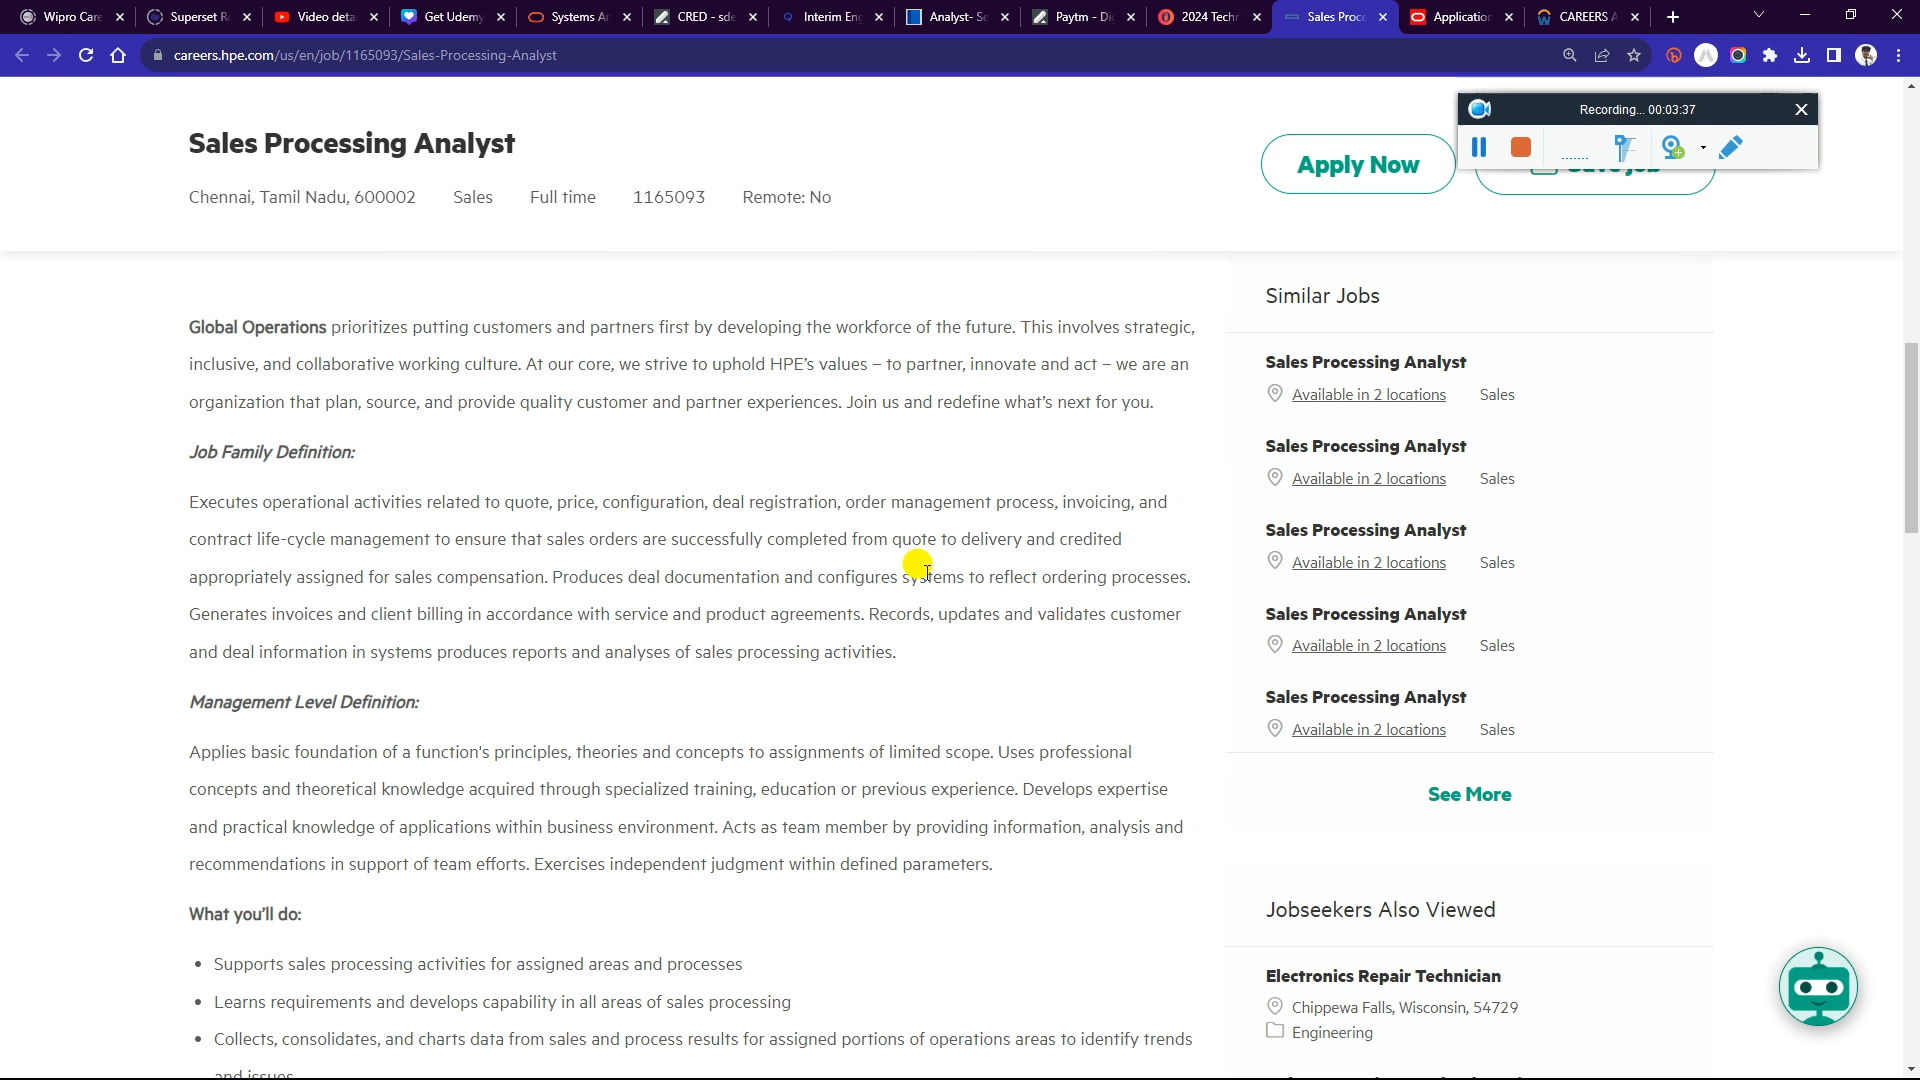 Wipro Care
Superset R
Video deta
Get Udemy
Systems Ar
CRED - sde
Interim En
Analyst- Se
Paytm - Di
2024 Techn
Sales Proce
Application
CAREERS A
careers.hpe.com/us/en/job/1165093/Sales-Processing-Analyst
Recording... 00:03:37
Sales Processing Analyst
Apply Now
Chennai, Tamil Nadu, 600002 Sales Full time 1165093 Remote: No
Global Operations prioritizes putting customers and partners first by developing the workforce of the future. This involves strategic,
inclusive, and collaborative working culture. At our core, we strive to uphold HPE's values – to partner, innovate and act – we are an
organization that plan, source, and provide quality customer and partner experiences. Join us and redefine what's next for you.
Job Family Definition:
Executes operational activities related to quote, price, configuration, deal registration, order management process, invoicing, and
contract life-cycle management to ensure that sales orders are successfully completed from quote to delivery and credited
appropriately assigned for sales compensation. Produces deal documentation and configures systems to reflect ordering processes.
Generates invoices and client billing in accordance with service and product agreements. Records, updates and validates customer
and deal information in systems produces reports and analyses of sales processing activities.
Management Level Definition:
Applies basic foundation of a function's principles, theories and concepts to assignments of limited scope. Uses professional
concepts and theoretical knowledge acquired through specialized training, education or previous experience. Develops expertise
and practical knowledge of applications within business environment. Acts as team member by providing information, analysis and
recommendations in support of team efforts. Exercises independent judgment within defined parameters.
What you'll do:
• Supports sales processing activities for assigned areas and processes
• Learns requirements and develops capability in all areas of sales processing
• Collects, consolidates, and charts data from sales and process results for assigned portions of operations areas to identify trends
and issues
Similar Jobs
Sales Processing Analyst
Available in 2 locations Sales
Sales Processing Analyst
Available in 2 locations Sales
Sales Processing Analyst
Available in 2 locations Sales
Sales Processing Analyst
Available in 2 locations Sales
Sales Processing Analyst
Available in 2 locations Sales
See More
Jobseekers Also Viewed
Electronics Repair Technician
Chippewa Falls, Wisconsin, 54729
Engineering